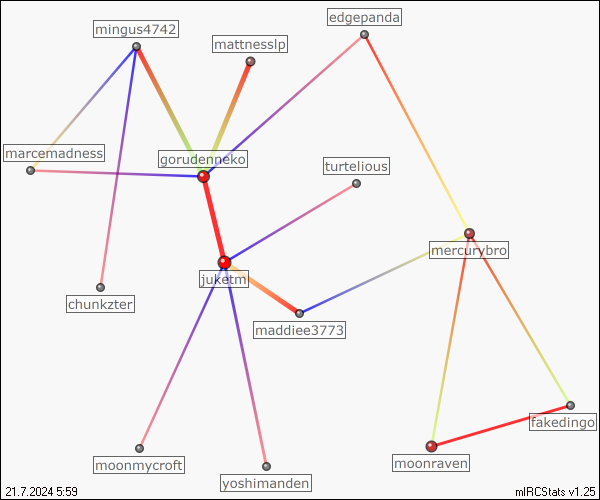 edgepanda
mingus4742
mattnesslp
marcemadness
gorudenneko
turtelious
mercurybro
juketm
chunkzter
maddiee3773
fakedingo
moonmycroft
moonraven
yoshimanden
21.7.2024 5:59
mIRCStats v1.25